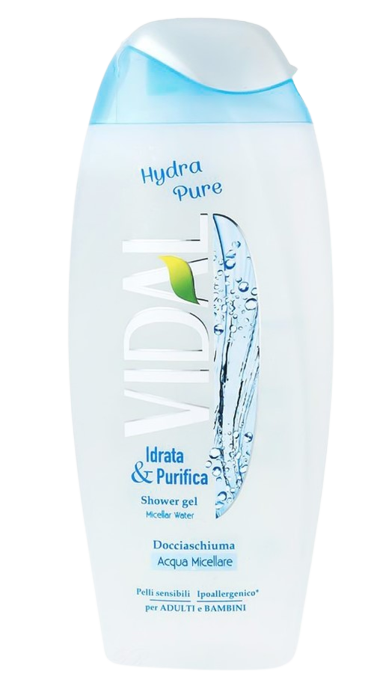 Hydra
Pure
VIDAL
Idrata
& Purifica
Shower gel
Micellar Water
Docciaschiuma
Acqua Micellare
Pelli sensibili Ipoallergenico*
per ADULTI e BAMBINI